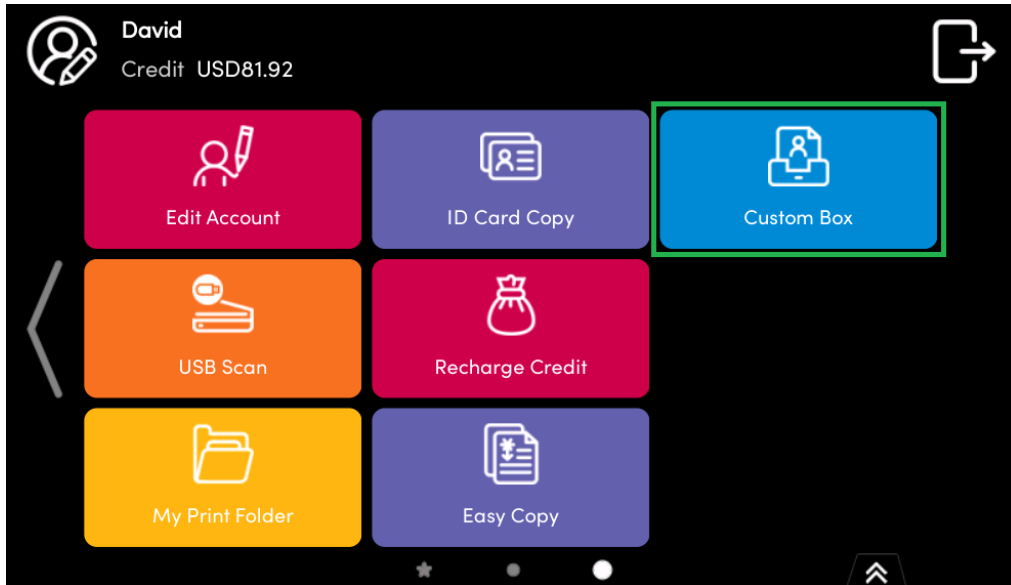 David
Credit USD81.92
Edit Account
ID Card Copy
Custom Box
USB Scan
Recharge Credit
My Print Folder
Easy Copy